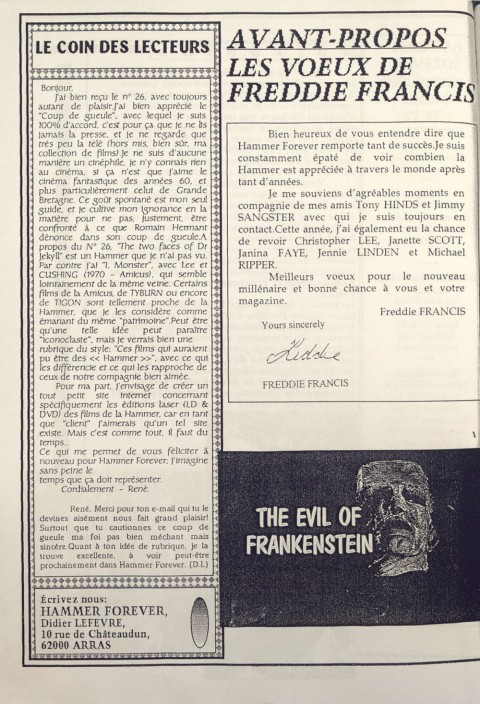 LE COIN DES LECTEURS
Bonjour,
J'ai bien reçu le n° 26, avec toujours
autant de plaisir.J'ai bien apprécié le
"Coup de gueule", avec lequel je suis
100% d'accord, c'est pour ça que je ne lis
jamais la presse, et je ne regarde que
très peu la télé (hors mis, bien sûr, ma
collection de films).Je ne suis d'aucune
manière un cinéphile, je n'y connais rien
au cinéma, si ça n'est que j'aime le
cinéma fantastique des années 60, et
plus particulièrement celui de Grande
Bretagne. Ce goût spontané est mon seul
guide, et je cultive mon ignorance en la
matière pour ne pas, justement, être
confronté à ce que Romain Hermant
dénonce dans son coup de gueule.A
propos du N° 26, "The two faces of Dr
Jekyll" est un Hammer que je n'ai pas vu.
Par contre j'ai "I, Monster", avec Lee et
CUSHING (1970 - Amicus), qui semble
lointainement de la même veine. Certains
films de la Amicus, de TYBURN ou encore
de TIGON sont tellement proche de la
Hammer, que je les considère comme
émanant du même "patrimoine".Peut être
qu'une telle idée peut paraître
"iconoclaste", mais je verrais bien une
rubrique du style: "Ces films qui auraient
pu être des << Hammer >>", avec ce qui
les différencie et ce qui les rapproche de
ceux de notre compagnie bien aimée.
Pour ma part, j'envisage de créer un
tout petit site Internet concernant
spécifiquement les éditions laser (LD &
DVD) des films de la Hammer, car en tant
que "client" j'aimerais qu'un tel site
existe. Mais c'est comme tout, il faut du
temps...
Ce qui me permet de vous féliciter à
nouveau pour Hammer Forever; j'imagine
sans peine le
temps que ça doit représenter.
Cordialement - René.
René. Merci pour ton e-mail qui tu le
devines aisément nous fait grand plaisir!
Surtout que tu cautionnes ce coup de
gueule ma foi pas bien méchant mais
sincère.Quant à ton idée de rubrique, je la
trouve excellente, à voir peut-être
prochainement dans Hammer Forever. (D.L)
Écrivez nous:
HAMMER FOREVER,
Didier LEFEVRE,
10 rue de Châteaudun,
62000 ARRAS
AVANT-PROPOS
LES VOEUX DE
FREDDIE FRANCIS
Bien heureux de vous entendre dire que
Hammer Forever remporte tant de succès.Je suis
constamment épaté de voir combien la
Hammer est appréciée à travers le monde après
tant d'années.
Je me souviens d'agréables moments en
compagnie de mes amis Tony HINDS et Jimmy
SANGSTER avec qui je suis toujours en
contact.Cette année, j'ai également eu la chance
de revoir Christopher LEE, Janette SCOTT,
Janina FAYE, Jennie LINDEN et Michael
RIPPER.
Meilleurs voeux pour le nouveau
millénaire et bonne chance à vous et votre
magazine.
Freddie FRANCIS
Yours sincerely
Freddie
FREDDIE FRANCIS
THE EVIL OF
FRANKENSTEIN